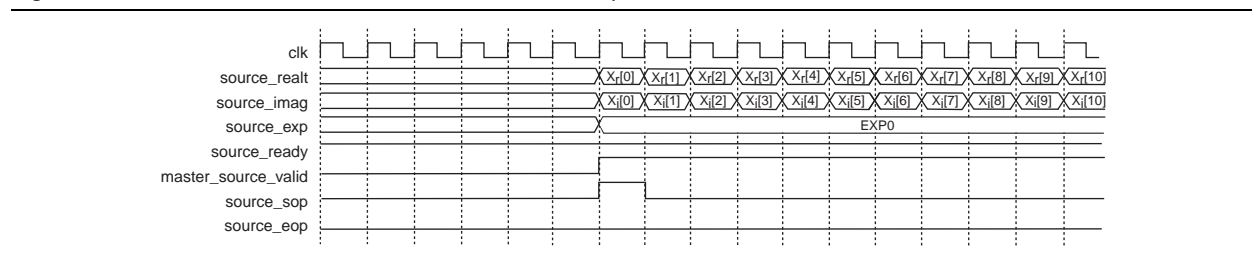 clk
source_realt Xr[0] Xr[1] Xr[2] Xr[3] Xr[4] Xr[5] Xr[6] Xr[7] Xr[8] Xr[9] Xr[10]
source_imag Xi[0] Xi[1] Xi[2] Xi[3] Xi[4] Xi[5] Xi[6] Xi[7] Xi[8] Xi[9] Xi[10]
source_exp EXP0
source_ready
master_source_valid
source_sop
source_eop